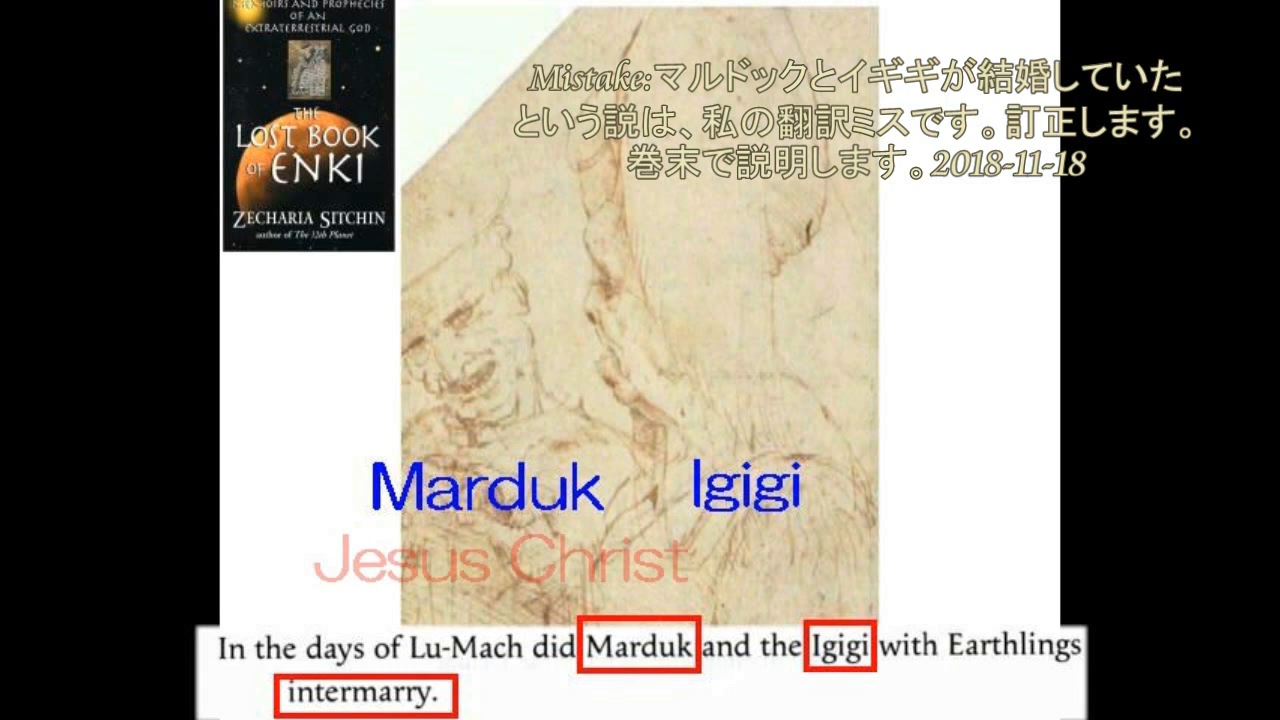 MEMOIRS AND PROPHECIES
OF AN
EXTRATERRESTRIAL GOD
THE
LOST BOOK
OF ENKI
ZECHARIA SITCHIN
author of The 12th Planet
Mistake:マルドックとイギギが結婚していた
という説は、私の翻訳ミスです。訂正します。
巻末で説明します。2018-11-18
Marduk Igigi
Jesus Christ
In the days of Lu-Mach did Marduk and the Igigi with Earthlings
intermarry.